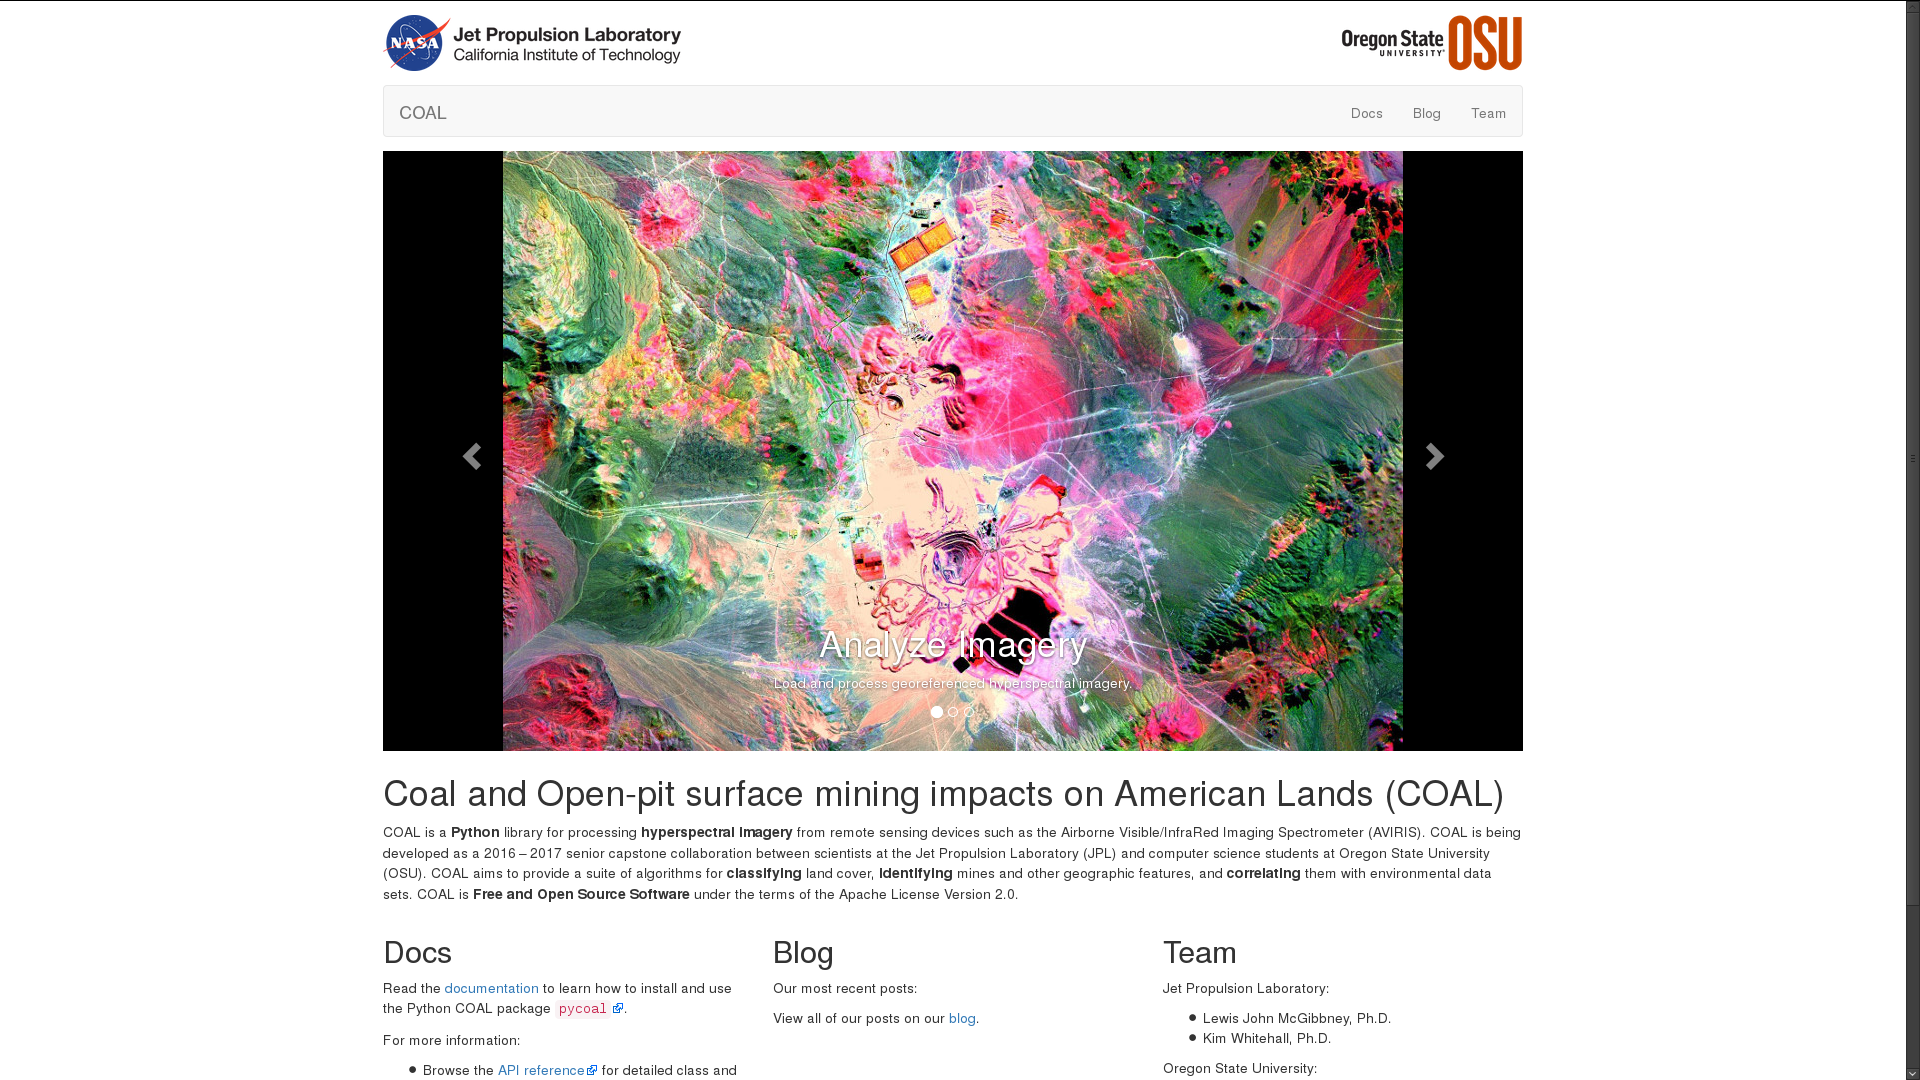 NASA
Jet Propulsion Laboratory
California Institute of Technology
Oregon State
UNIVERSITY
OSU
COAL
Docs
Blog
Team
Analyze Imagery
Load and process georeferenced hyperspectral imagery.
Coal and Open-pit surface mining impacts on American Lands (COAL)
COAL is a Python library for processing hyperspectral imagery from remote sensing devices such as the Airborne Visible/InfraRed Imaging Spectrometer (AVIRIS). COAL is being
developed as a 2016 – 2017 senior capstone collaboration between scientists at the Jet Propulsion Laboratory (JPL) and computer science students at Oregon State University
(OSU). COAL aims to provide a suite of algorithms for classifying land cover, identifying mines and other geographic features, and correlating them with environmental data
sets. COAL is Free and Open Source Software under the terms of the Apache License Version 2.0.
Docs
Read the documentation to learn how to install and use
the Python COAL package pycoal.
For more information:
• Browse the API reference for detailed class and
Blog
Our most recent posts:
View all of our posts on our blog.
Team
Jet Propulsion Laboratory:
• Lewis John McGibbney, Ph.D.
• Kim Whitehall, Ph.D.
Oregon State University: